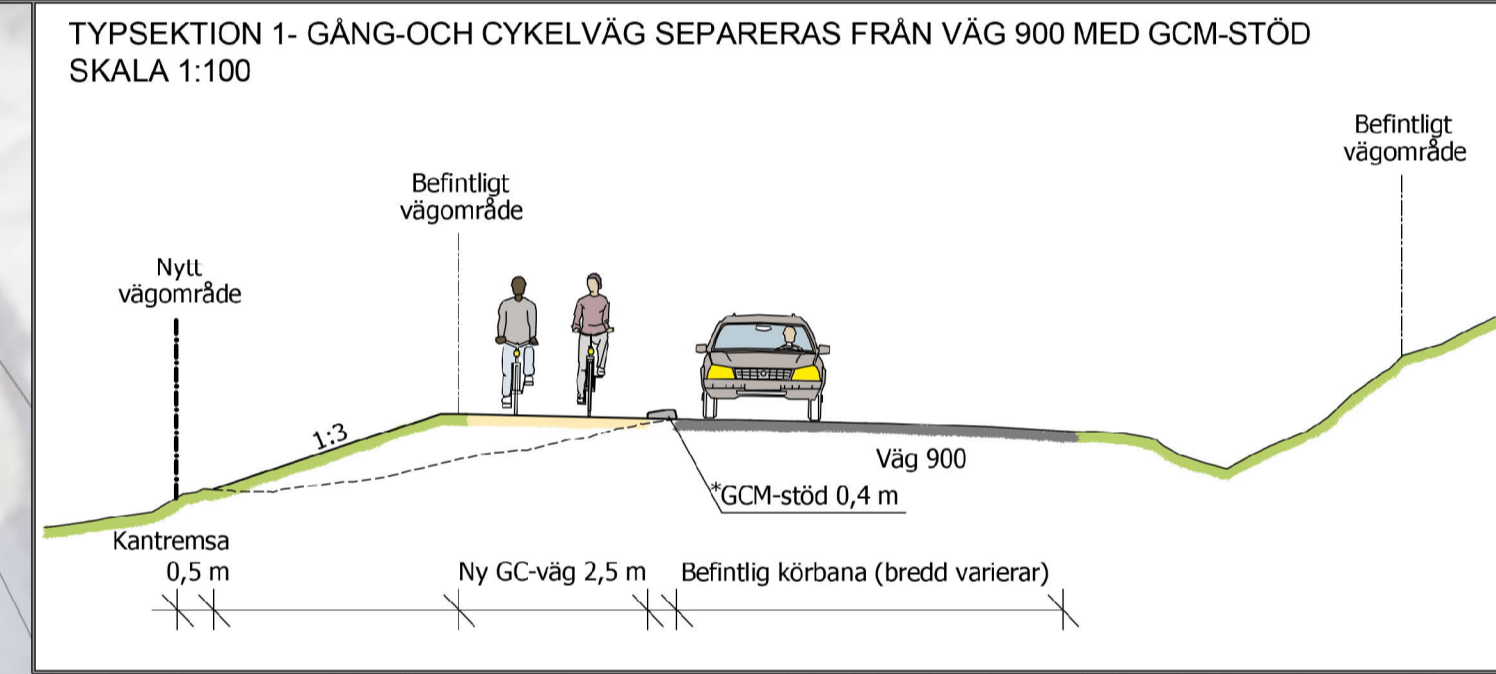 TYPSEKTION 1- GÅNG-OCH CYKELVÄG SEPARERAS FRÅN VÄG 900 MED GCM-STÖD
SKALA 1:100
Befintligt
vägområde
Befintligt
vägområde
Nytt
vägområde
1:3
Väg 900
*GCM-stöd 0,4 m
Kantremsa
0,5 m
Ny GC-väg 2,5 m
Befintlig körbana (bredd varierar)